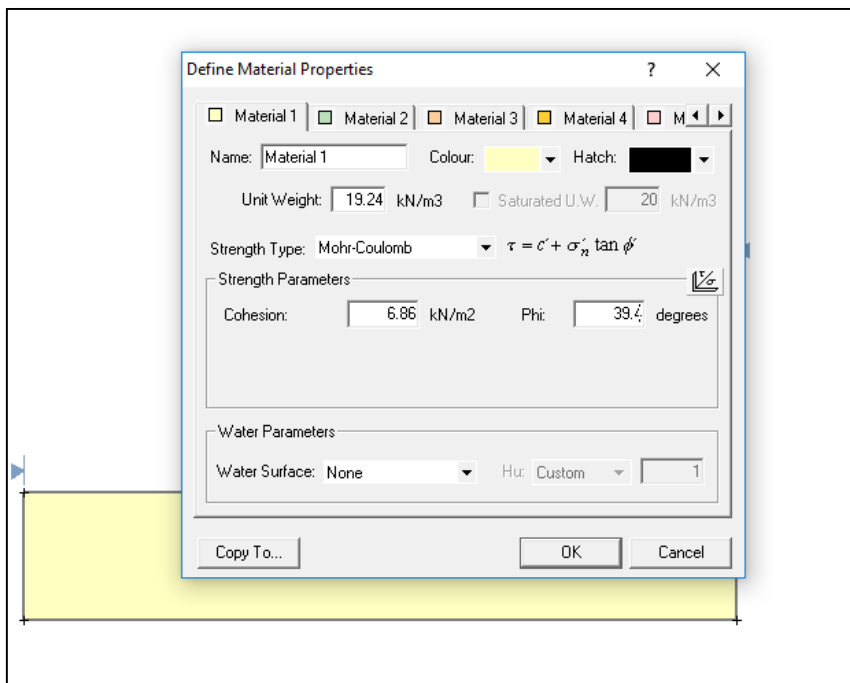 Define Material Properties ? ×
Material 1 Material 2 Material 3 Material 4 M
Name: Material 1 Colour: Hatch:
Unit Weight: 19.24 kN/m3 Saturated U.W. 20 kN/m3
Strength Type: Mohr-Coulomb τ = c′ + σ′n tan ϕ′
Strength Parameters τ/σ
Cohesion: 6.86 kN/m2 Phi: 39.4 degrees
Water Parameters
Water Surface: None Hu: Custom 1
Copy To... OK Cancel